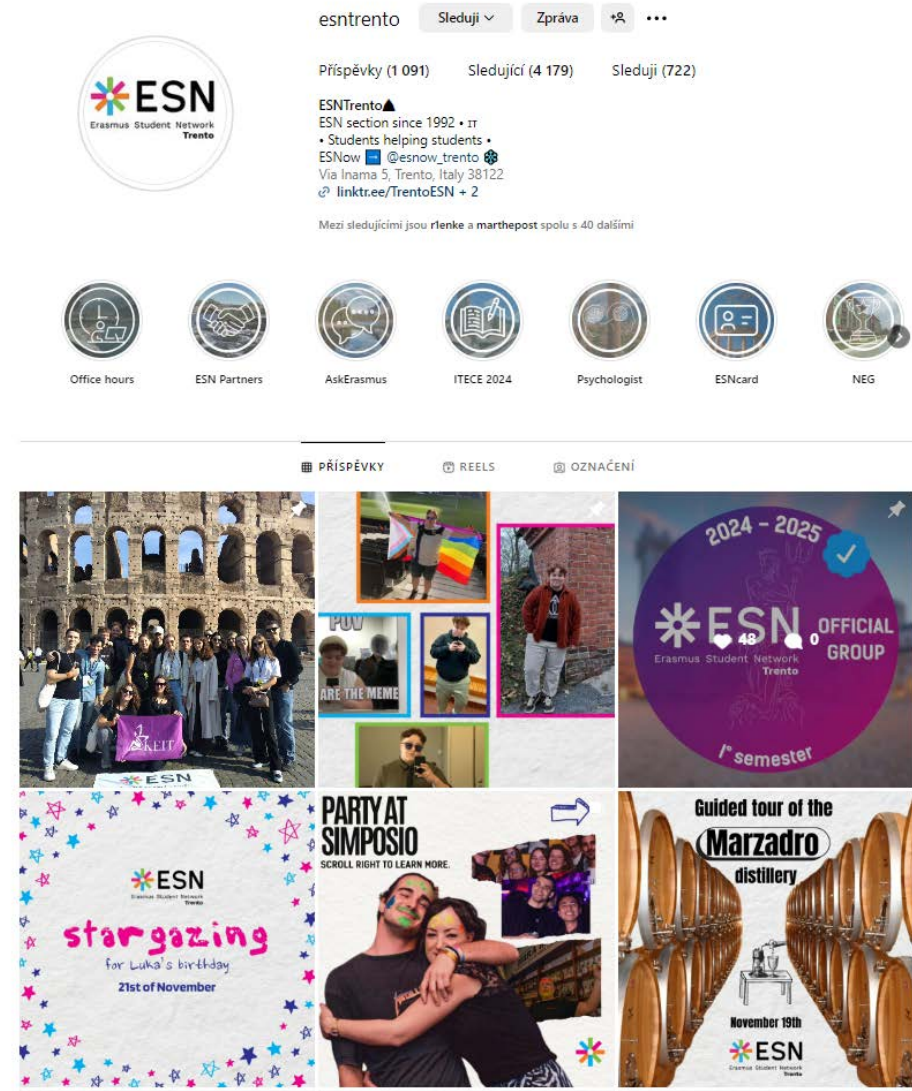 esntrento Sleduji Zpráva
Příspěvky (1 091) Sledující (4 179) Sleduji (722)
ESN
Erasmus Student Network
Trento
ESNTrento
ESN section since 1992 • IT
• Students helping students •
ESNow @esnow_trento
Via Inama 5, Trento, Italy 38122
linktr.ee/TrentoESN + 2
Mezi sledujícími jsou r1enke a marthepost spolu s 40 dalšími
Office hours ESN Partners AskErasmus ITECE 2024 Psychologist ESNcard NEG
PŘÍSPĚVKY REELS OZNAČENÍ
ESN
POV
ARE THE MEME
2024 - 2025
ESN
Erasmus Student Network
Trento
48 0
OFFICIAL
GROUP
I° semester
ESN
Erasmus Student Network
Trento
stargazing
for Luka's birthday
21st of November
PARTY AT
SIMPOSIO
SCROLL RIGHT TO LEARN MORE.
Guided tour of the
Marzadro
distillery
November 19th
ESN
Erasmus Student Network
Trento